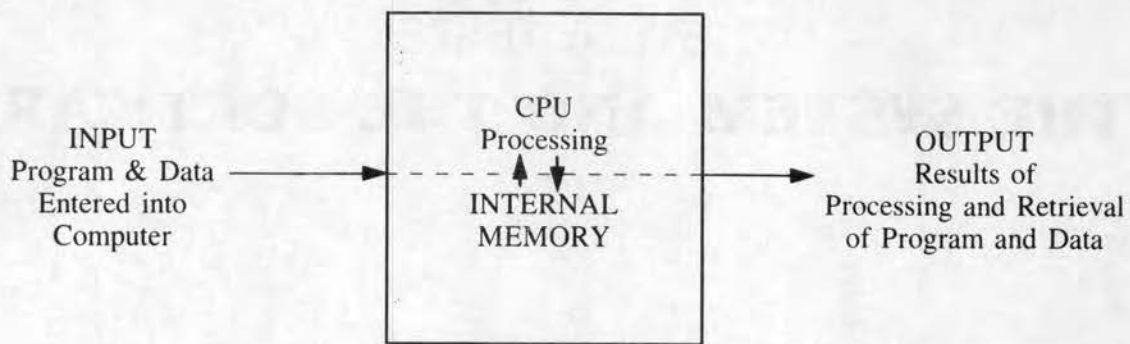 INPUT
Program & Data
Entered into
Computer
CPU
Processing
INTERNAL
MEMORY
OUTPUT
Results of
Processing and Retrieval
of Program and Data